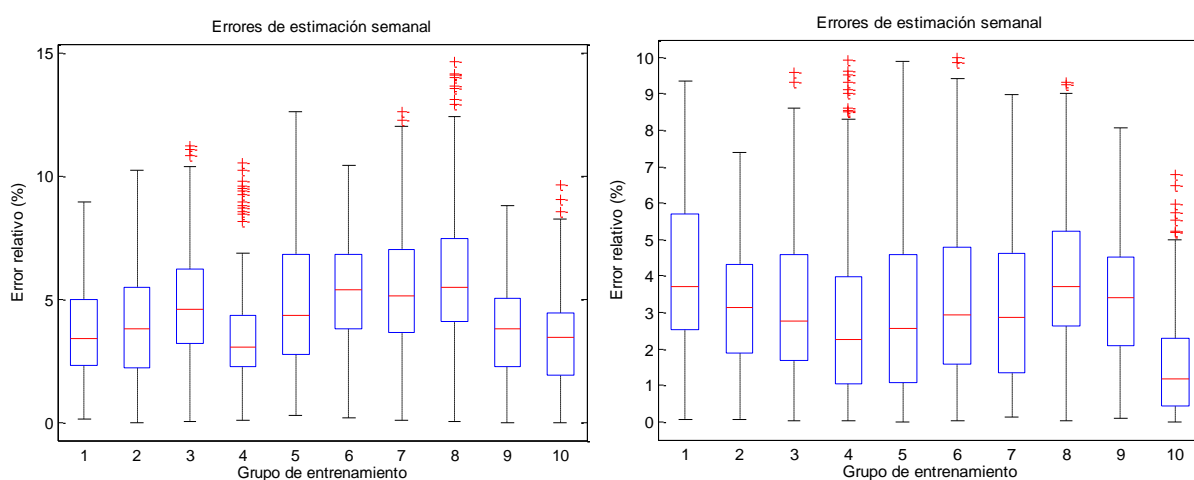 Errores de estimación semanal
Error relativo (%)
15
10
5
0
1 2 3 4 5 6 7 8 9 10
Grupo de entrenamiento
Errores de estimación semanal
Error relativo (%)
10
9
8
7
6
5
4
3
2
1
0
1 2 3 4 5 6 7 8 9 10
Grupo de entrenamiento